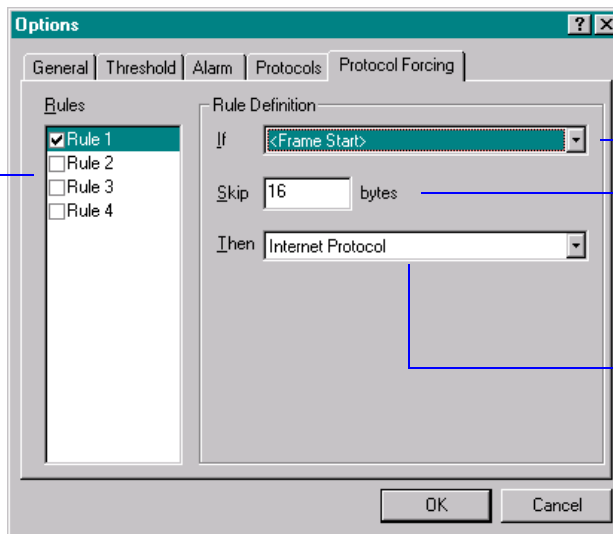 Options
General Threshold Alarm Protocols Protocol Forcing
Rules
Rule 1
Rule 2
Rule 3
Rule 4
Rule Definition
If <Frame Start>
Skip 16 bytes
Then Internet Protocol
OK Cancel